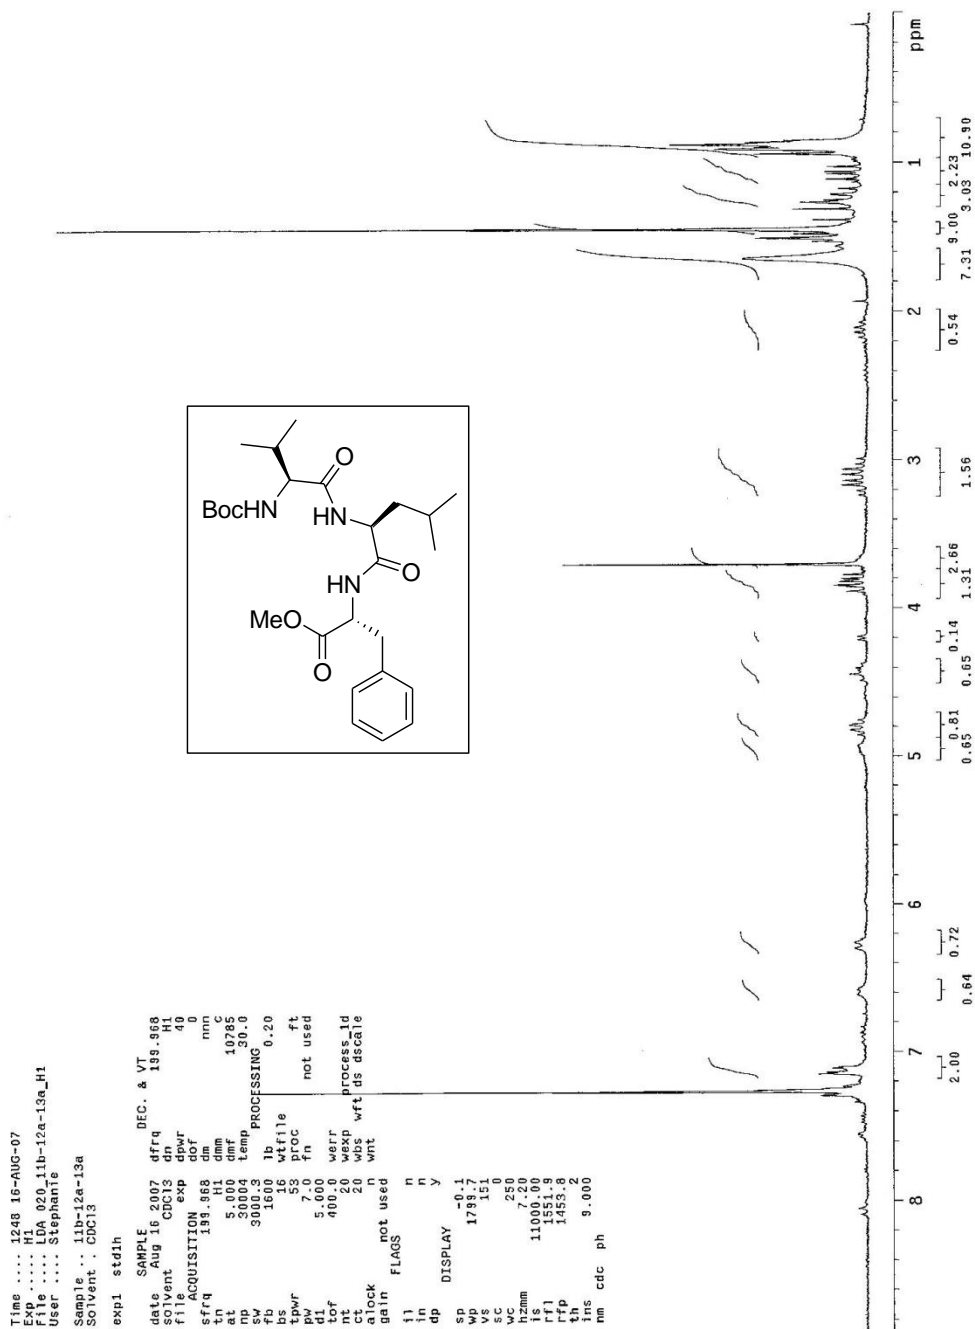 Time .... 1248 16-AUG-07
Exp ..... H1
File .... LDA 020_11b-12a-13a_H1
User .... Stephanie
Sample .. 11b-12a-13a
Solvent . CDCl3
exp1 std1h
SAMPLE
date Aug 16 2007
solvent CDCl3
file exp
ACQUISITION
sfrq 199.968
tn H1
at 5.000
np 30004
sw 3000.3
fb 1600
bs 16
tpwr 53
pw 7.0
d1 5.000
tof 400.0
nt 20
ct 20
alock n
gain not used
FLAGS
il n
in n
dp y
DISPLAY
sp -0.1
wp 1799.7
vs 151
sc 0
wc 250
hzmm 7.20
is 11000.00
rfl 1551.9
rfp 1453.8
th 2
ins 9.000
nm cdc ph
DEC. & VT
dfrq 199.968
dn H1
dpwr 40
dof 0
dm nnn
dmm c
dmf 10785
temp 30.0
PROCESSING
lb 0.20
wtfile
proc ft
fn not used
werr
wexp process_1d
wbs wft ds dscale
wnt
BocHN
O
HN
O
HN
MeO
O
1 2 3 4 5 6 7 8 ppm
10.90
2.23
3.03
9.00
7.31
0.54
1.56
2.66
1.31
0.14
0.65
0.81
0.65
0.72
0.64
2.00